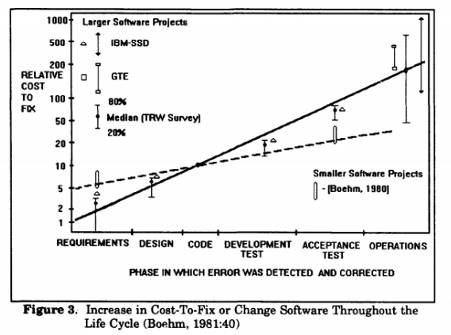 Larger Software Projects
IBM-SSD
GTE
80%
Median (TRW Survey)
20%
RELATIVE
COST
TO
FIX
1000
500
200
100
50
20
10
5
2
1
Smaller Software Projects
- [Boehm, 1980]
REQUIREMENTS DESIGN CODE DEVELOPMENT TEST ACCEPTANCE TEST OPERATIONS
PHASE IN WHICH ERROR WAS DETECTED AND CORRECTED
Figure 3. Increase in Cost-To-Fix or Change Software Throughout the
Life Cycle (Boehm, 1981:40)